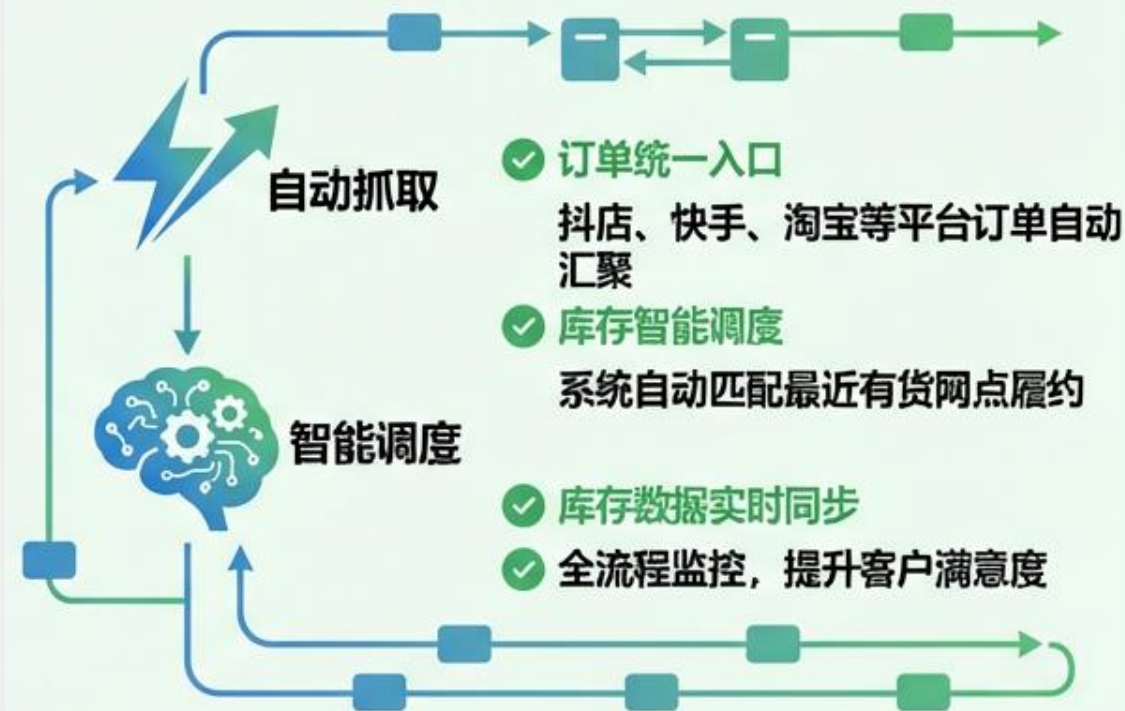 自动抓取
订单统一入口
抖店、快手、淘宝等平台订单自动
汇聚
库存智能调度
系统自动匹配最近有货网点履约
智能调度
库存数据实时同步
全流程监控，提升客户满意度